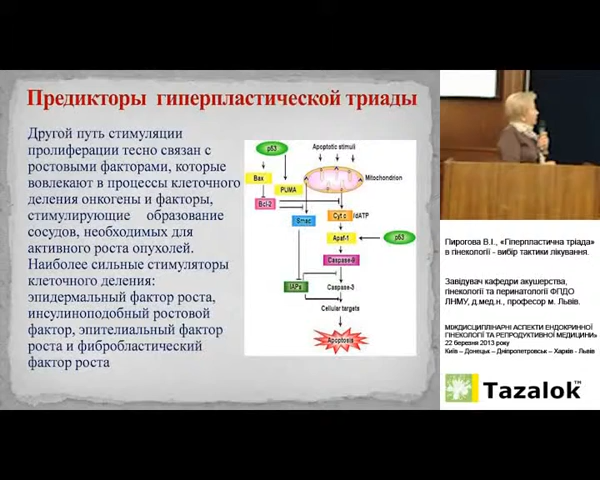 Предикторы гиперпластической триады
Другой путь стимуляции
пролиферации тесно связан с
ростовыми факторами, которые
вовлекают в процессы клеточного
деления онкогены и факторы,
стимулирующие образование
сосудов, необходимых для
активного роста опухолей.
Наиболее сильные стимуляторы
клеточного деления:
эпидермальный фактор роста,
инсулиноподобный ростовой
фактор, эпителиальный фактор
роста и фибробластический
фактор роста
p53
Apoptotic stimuli
Bax
PUMA
Mitochondrion
Bcl-2
Smac
Cyt c /dATP
Apaf-1
p53
Caspase-9
IAPs
Caspase-3
Cellular targets
Apoptosis
Пирогова В.І., «Гіперпластична тріада»
в гінекології - вибір тактики лікування.
Завідувач кафедри акушерства,
гінекології та перинатології ФПДО
ЛНМУ, д.мед.н., професор м. Львів.
МІЖДИСЦИПЛІНАРНІ АСПЕКТИ ЕНДОКРИННОЇ
ГІНЕКОЛОГІЇ ТА РЕПРОДУКТИВНОЇ МЕДИЦИНИ»
22 березня 2013 року
Київ – Донецьк – Дніпропетровськ – Харків - Львів
Tazalok™